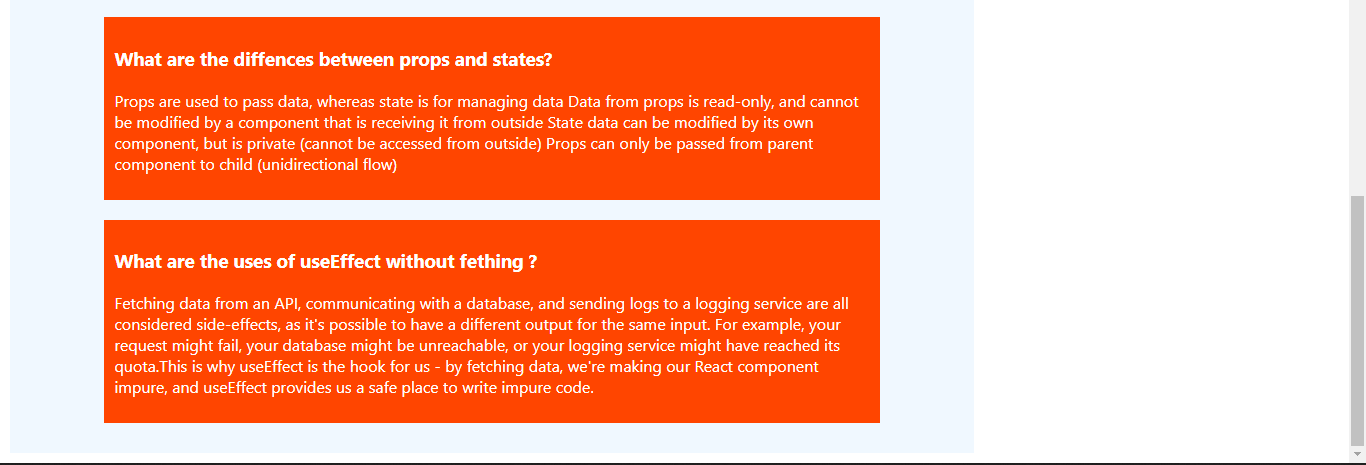 What are the diffences between props and states?
Props are used to pass data, whereas state is for managing data Data from props is read-only, and cannot
be modified by a component that is receiving it from outside State data can be modified by its own
component, but is private (cannot be accessed from outside) Props can only be passed from parent
component to child (unidirectional flow)
What are the uses of useEffect without fething ?
Fetching data from an API, communicating with a database, and sending logs to a logging service are all
considered side-effects, as it's possible to have a different output for the same input. For example, your
request might fail, your database might be unreachable, or your logging service might have reached its
quota.This is why useEffect is the hook for us - by fetching data, we're making our React component
impure, and useEffect provides us a safe place to write impure code.